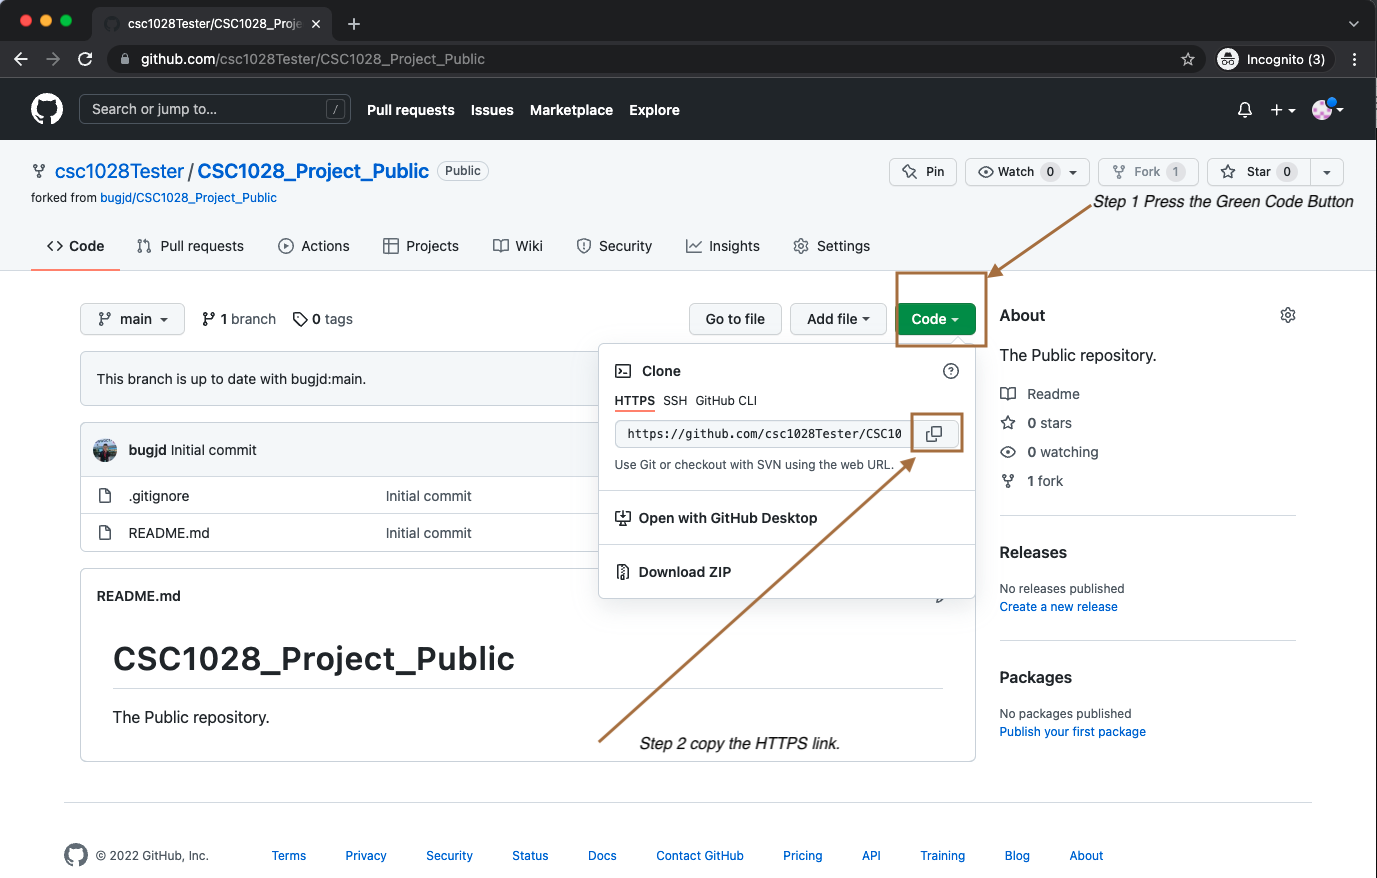 csc1028Tester/CSC1028_Proje
github.com/csc1028Tester/CSC1028_Project_Public
Incognito (3)
Search or jump to...
/
Pull requests Issues Marketplace Explore
csc1028Tester / CSC1028_Project_Public Public
Pin Watch 0 Fork 1 Star 0
forked from bugjd/CSC1028_Project_Public
Step 1 Press the Green Code Button
Code Pull requests Actions Projects Wiki Security Insights Settings
main 1 branch 0 tags Go to file Add file Code
This branch is up to date with bugjd:main.
bugjd Initial commit
.gitignore Initial commit
README.md Initial commit
Clone
HTTPS SSH GitHub CLI
https://github.com/csc1028Tester/CSC10
Use Git or checkout with SVN using the web URL.
Open with GitHub Desktop
Download ZIP
README.md
CSC1028_Project_Public
The Public repository.
Step 2 copy the HTTPS link.
About
The Public repository.
Readme
0 stars
0 watching
1 fork
Releases
No releases published
Create a new release
Packages
No packages published
Publish your first package
© 2022 GitHub, Inc. Terms Privacy Security Status Docs Contact GitHub Pricing API Training Blog About